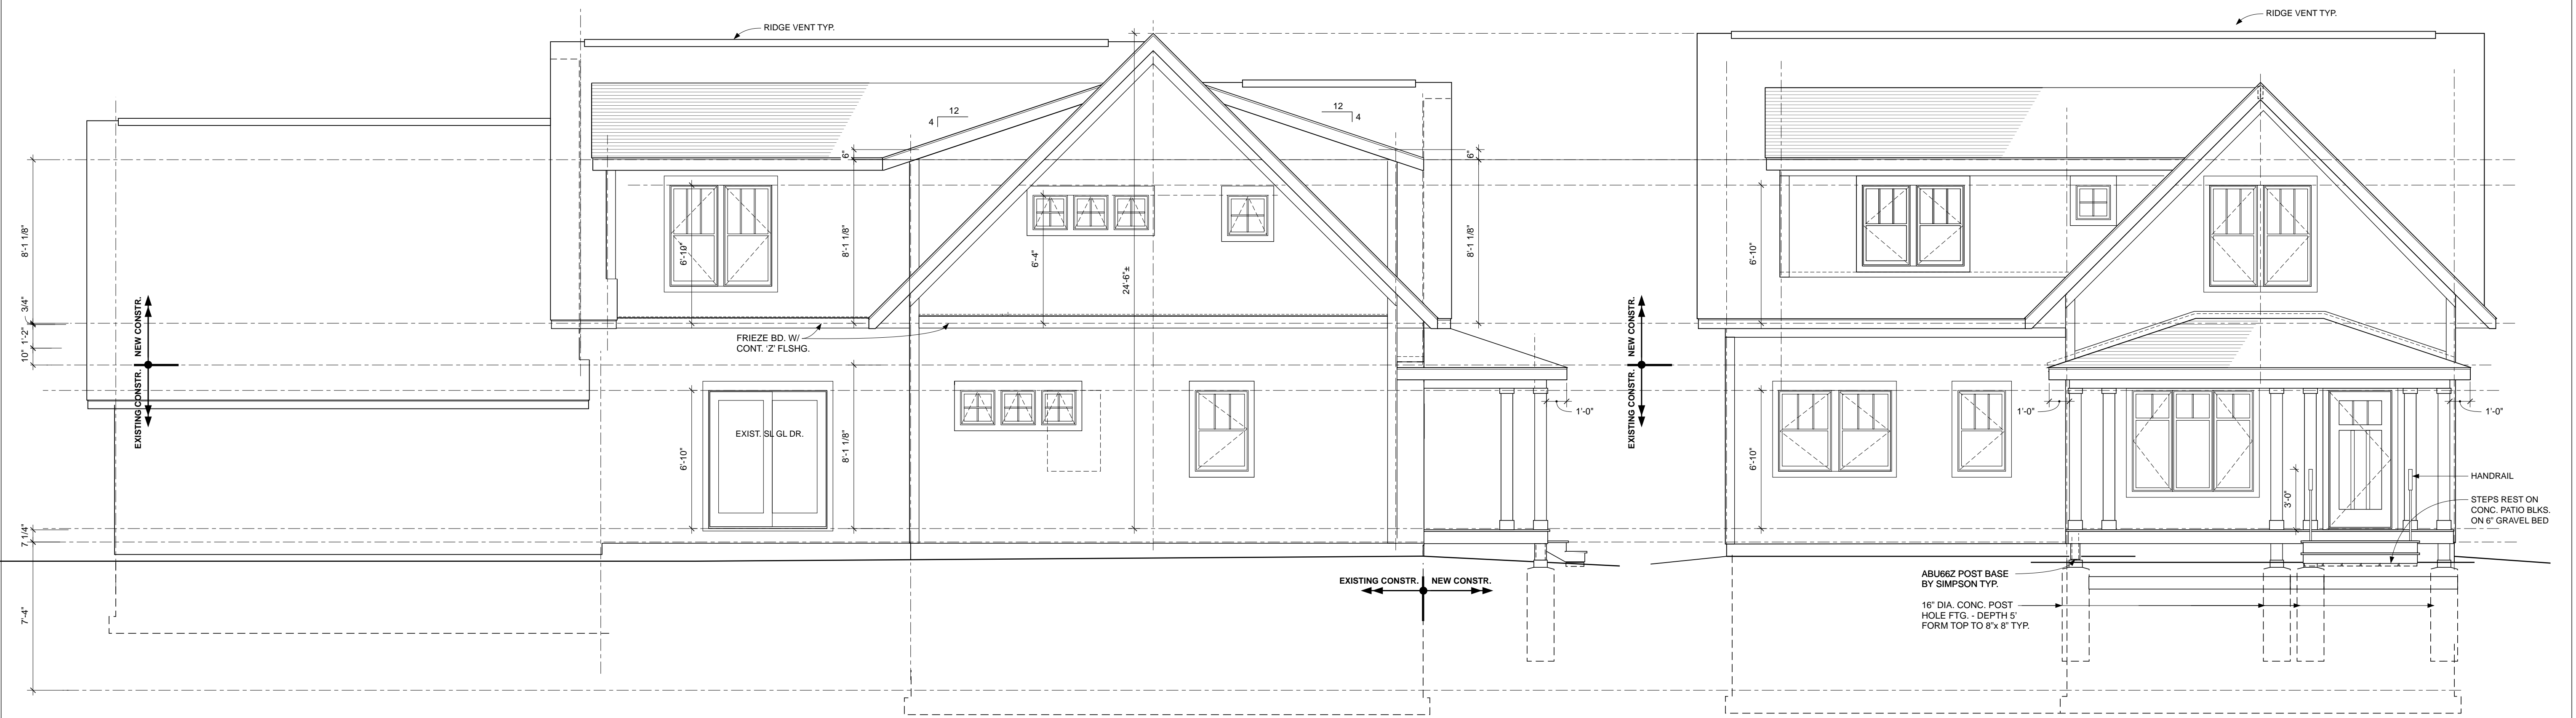 RIDGE VENT TYP.
RIDGE VENT TYP.
12
4
12
4
6"
6"
8'-1 1/8"
3/4"
1'-2"
10"
7 1/4"
7'-4"
NEW CONSTR.
EXISTING CONSTR.
6'-10"
8'-1 1/8"
6'-4"
24'-6"±
8'-1 1/8"
FRIEZE BD. W/
CONT. 'Z' FLSHG.
EXIST. SL GL DR.
6'-10"
8'-1 1/8"
1'-0"
EXISTING CONSTR.
NEW CONSTR.
NEW CONSTR.
EXISTING CONSTR.
6'-10"
6'-10"
1'-0"
1'-0"
3'-0"
HANDRAIL
STEPS REST ON
CONC. PATIO BLKS.
ON 6" GRAVEL BED
ABU66Z POST BASE
BY SIMPSON TYP.
16" DIA. CONC. POST
HOLE FTG. - DEPTH 5'
FORM TOP TO 8"x 8" TYP.